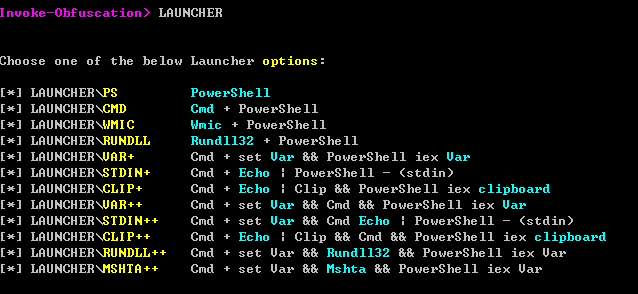 Invoke-Obfuscation> LAUNCHER
Choose one of the below Launcher options:
[*] LAUNCHER\PS PowerShell
[*] LAUNCHER\CMD Cmd + PowerShell
[*] LAUNCHER\WMIC Wmic + PowerShell
[*] LAUNCHER\RUNDLL Rundll32 + PowerShell
[*] LAUNCHER\VAR+ Cmd + set Var && PowerShell iex Var
[*] LAUNCHER\STDIN+ Cmd + Echo | PowerShell - (stdin)
[*] LAUNCHER\CLIP+ Cmd + Echo | Clip && PowerShell iex clipboard
[*] LAUNCHER\VAR++ Cmd + set Var && Cmd && PowerShell iex Var
[*] LAUNCHER\STDIN++ Cmd + set Var && Cmd Echo | PowerShell - (stdin)
[*] LAUNCHER\CLIP++ Cmd + Echo | Clip && Cmd && PowerShell iex clipboard
[*] LAUNCHER\RUNDLL++ Cmd + set Var && Rundll32 && PowerShell iex Var
[*] LAUNCHER\MSHTA++ Cmd + set Var && Mshta && PowerShell iex Var